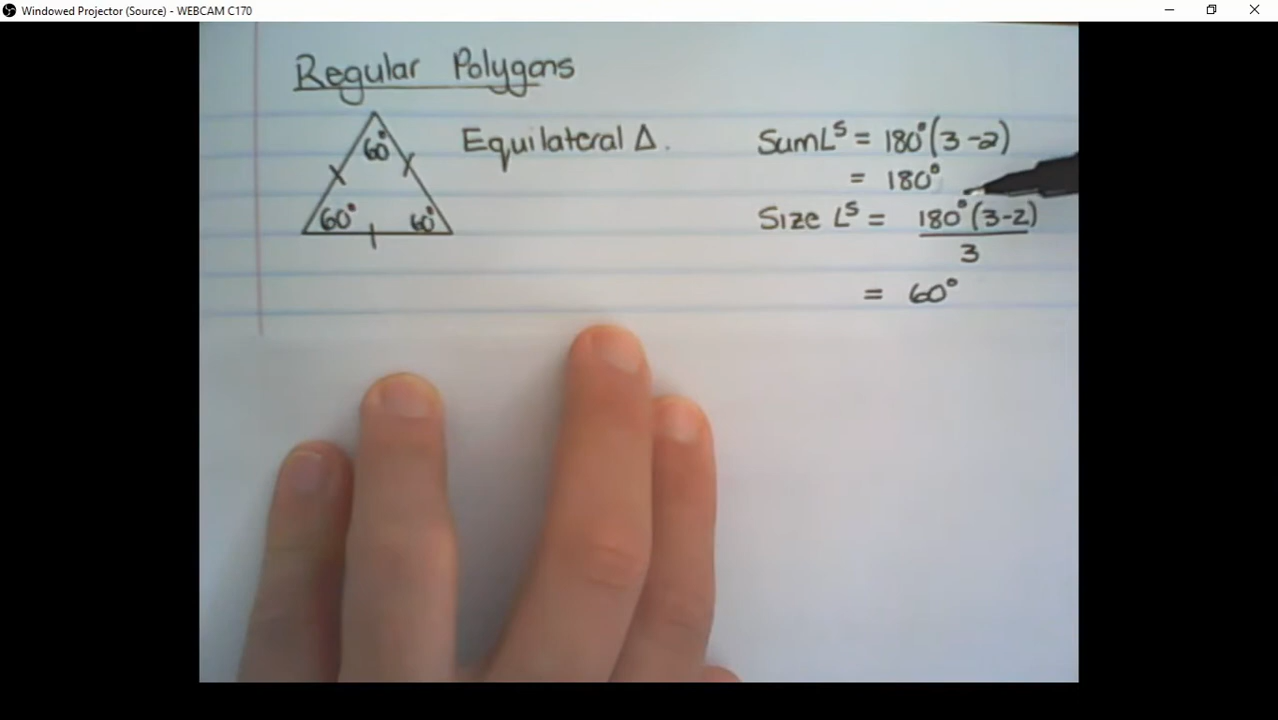 Windowed Projector (Source) - WEBCAM C170
Regular Polygons
60°
60°
60°
Equilateral Δ.
Sum∠ˢ = 180°(3-2)
= 180°
Size ∠ˢ = 180°(3-2)
3
= 60°